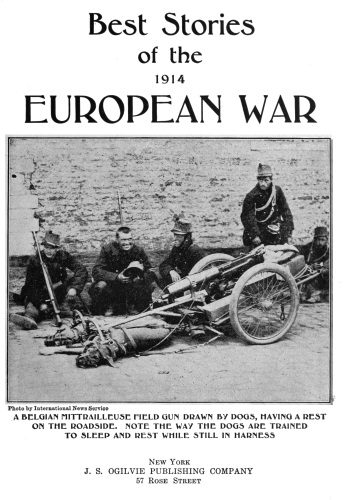 Best Stories
of the
1914
EUROPEAN WAR
Photo by International News Service
A BELGIAN MITTRAILLEUSE FIELD GUN DRAWN BY DOGS, HAVING A REST
ON THE ROADSIDE. NOTE THE WAY THE DOGS ARE TRAINED
TO SLEEP AND REST WHILE STILL IN HARNESS
NEW YORK
J. S. OGILVIE PUBLISHING COMPANY
57 ROSE STREET